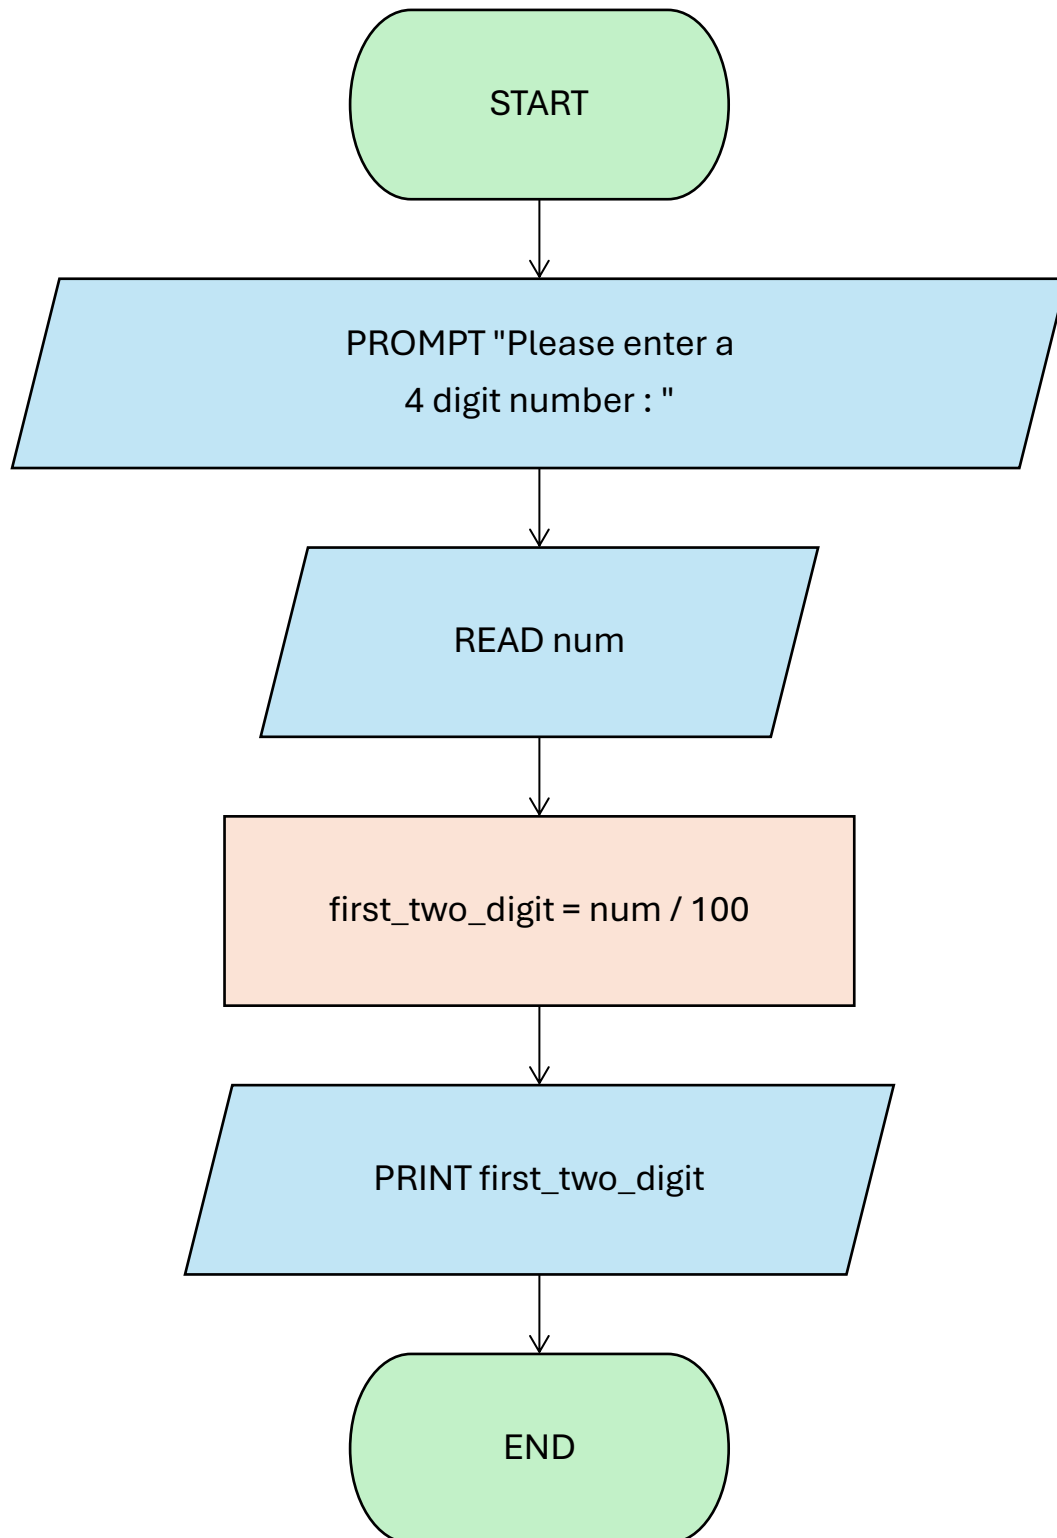 START
PROMPT "Please enter a
4 digit number : "
READ num
first_two_digit = num / 100
PRINT first_two_digit
END